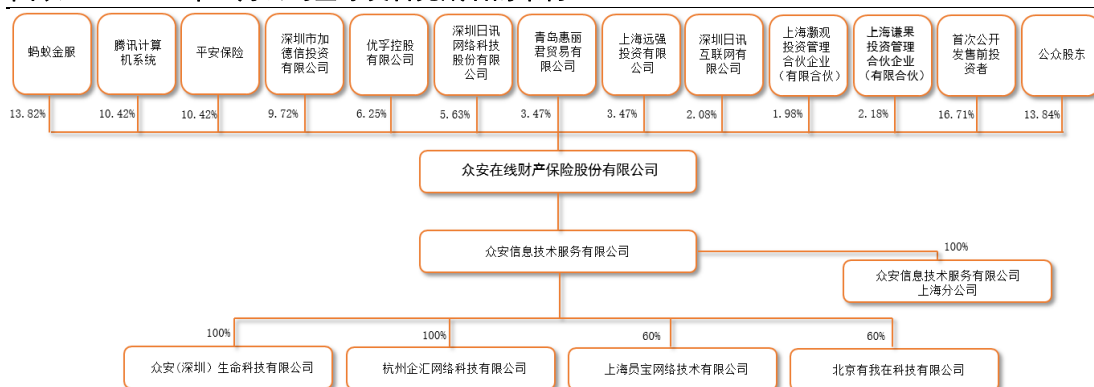 蚂蚁金服
腾讯计算
机系统
平安保险
深圳市加
德信投资
有限公司
优孚控股
有限公司
深圳日讯
网络科技
股份有限
公司
青岛惠丽
君贸易有
限公司
上海远强
投资有限
公司
深圳日讯
互联网有
限公司
上海灏观
投资管理
合伙企业
（有限合伙）
上海谦果
投资管理
合伙企业
（有限合伙）
首次公开
发售前投
资者
公众股东
13.82%
10.42%
10.42%
9.72%
6.25%
5.63%
3.47%
3.47%
2.08%
1.98%
2.18%
16.71%
13.84%
众安在线财产保险股份有限公司
众安信息技术服务有限公司
100%
众安信息技术服务有限公司
上海分公司
100%
100%
60%
60%
众安(深圳）生命科技有限公司
杭州企汇网络科技有限公司
上海员宝网络技术有限公司
北京有我在科技有限公司